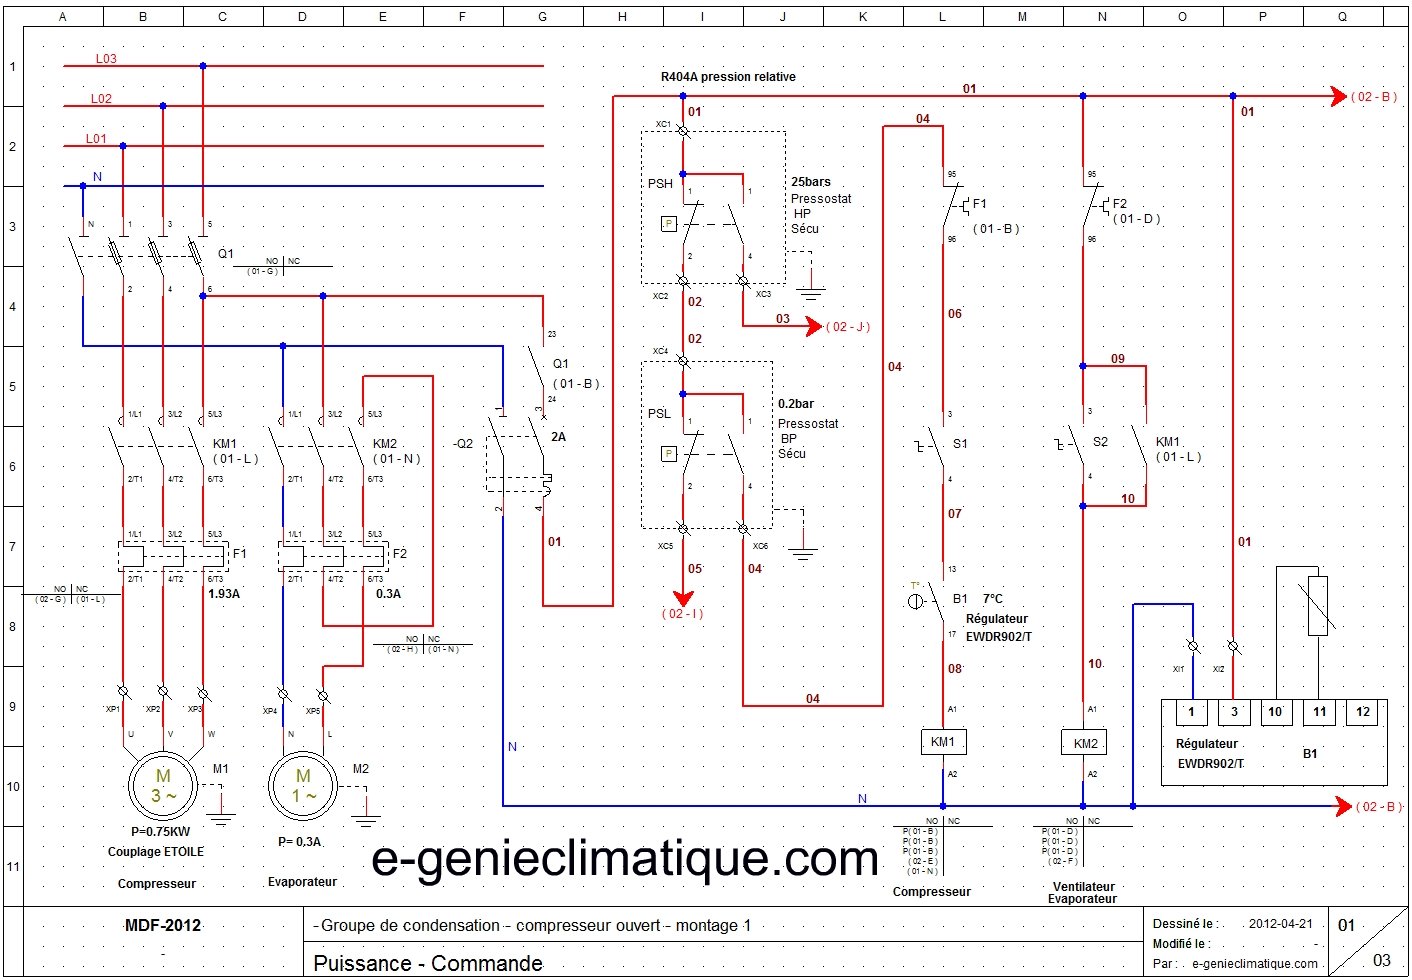 A B C D E F G H I J K L M N O P Q
1
L03
R404A pression relative
01
( 02 - B )
L02
01
01
XC1
04
2
L01
N
PSH
25bars
Pressostat
HP
Sécu
95
F1
( 01 - B )
96
95
F2
( 01 - D )
96
3
N 1 3 5
Q1
NO NC
( 01 - G )
1 1
P
2 4
2 4 6
XC2
XC3
4
02
03
( 02 - J )
06
23
Q1
( 01 - B )
24
02
XC4
04
09
5
1/L1 3/L2 5/L3
KM1
( 01 - L )
2/T1 4/T2 6/T3
1/L1 3/L2 5/L3
KM2
( 01 - N )
2/T1 4/T2 6/T3
1 3
-Q2
2A
2 4
PSL
0.2bar
Pressostat
BP
Sécu
1 1
P
2 4
3
S1
4
3
S2
4
KM1
( 01 - L )
6
10
07
7
1/L1 3/L2 5/L3
F1
2/T1 4/T2 6/T3
1.93A
1/L1 3/L2 5/L3
F2
2/T1 4/T2 6/T3
0.3A
01
XC5
XC6
05
04
( 02 - I )
01
NO NC
( 02 - G ) ( 01 - L )
13
T°
B1
7°C
Régulateur
EWDR902/T
17
8
NO NC
( 02 - H ) ( 01 - N )
08
10
XI1
XI2
9
XP1 XP2 XP3
XP4 XP5
04
U V W
N L
A1
KM1
A2
A1
KM2
A2
1 3 10 11 12
Régulateur
EWDR902/T
B1
10
M
3 ~
M1
M
1 ~
M2
N
N
( 02 - B )
P=0.75KW
Couplage ETOILE
P= 0,3A
NO NC
P( 01 - B )
P( 01 - B )
P( 01 - B )
( 02 - E )
( 01 - N )
NO NC
P( 01 - D )
P( 01 - D )
P( 01 - D )
( 02 - F )
11
e-genieclimatique.com
Compresseur
Evaporateur
Compresseur
Ventilateur
Evaporateur
MDF-2012
-
- Groupe de condensation - compresseur ouvert - montage 1
Puissance - Commande
Dessiné le : 2012-04-21
Modifié le : -
Par : e-genieclimatique.com
01
03